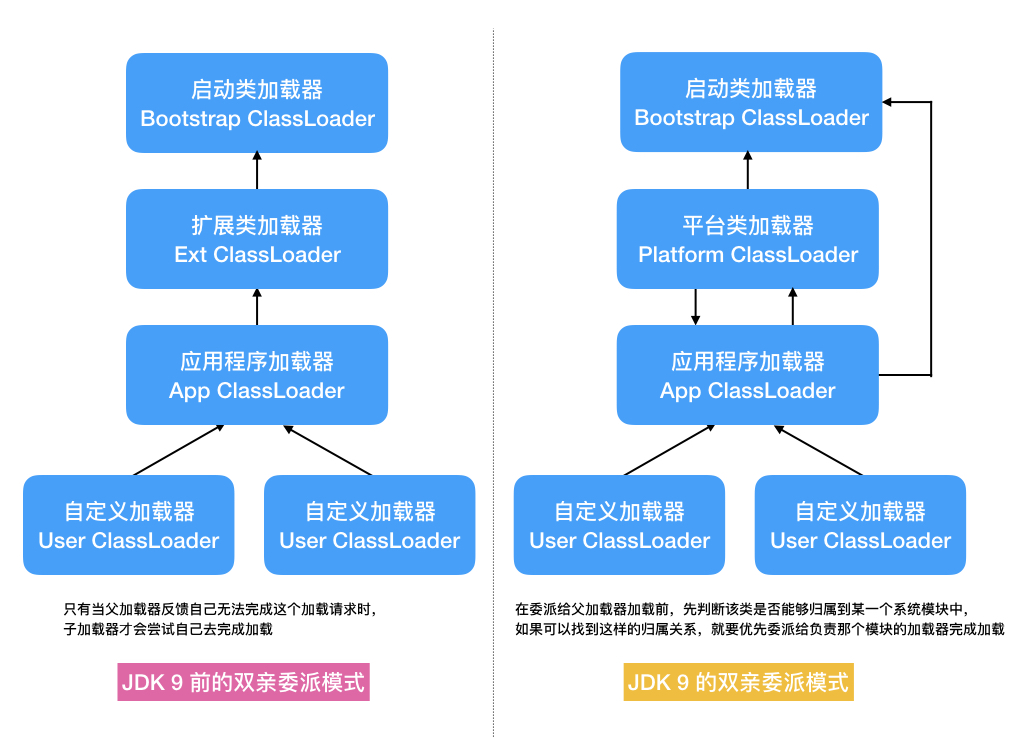 启动类加载器
Bootstrap ClassLoader
扩展类加载器
Ext ClassLoader
应用程序加载器
App ClassLoader
自定义加载器
User ClassLoader
自定义加载器
User ClassLoader
只有当父加载器反馈自己无法完成这个加载请求时，
子加载器才会尝试自己去完成加载
JDK 9 前的双亲委派模式
启动类加载器
Bootstrap ClassLoader
平台类加载器
Platform ClassLoader
应用程序加载器
App ClassLoader
自定义加载器
User ClassLoader
自定义加载器
User ClassLoader
在委派给父加载器加载前，先判断该类是否能够归属到某一个系统模块中，
如果可以找到这样的归属关系，就要优先委派给负责那个模块的加载器完成加载
JDK 9 的双亲委派模式